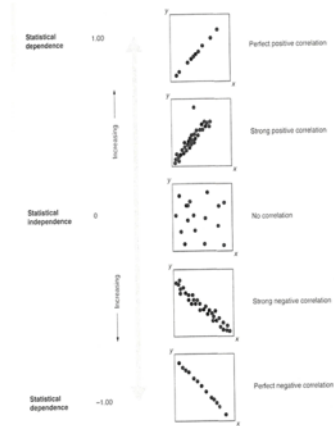 y
Statistical
dependence
1.00
Perfect positive correlation
x
Increasing
y
Strong positive correlation
x
y
Statistical
independence
0
No correlation
x
Increasing
y
Strong negative correlation
x
y
Perfect negative correlation
Statistical
dependence
-1.00
x